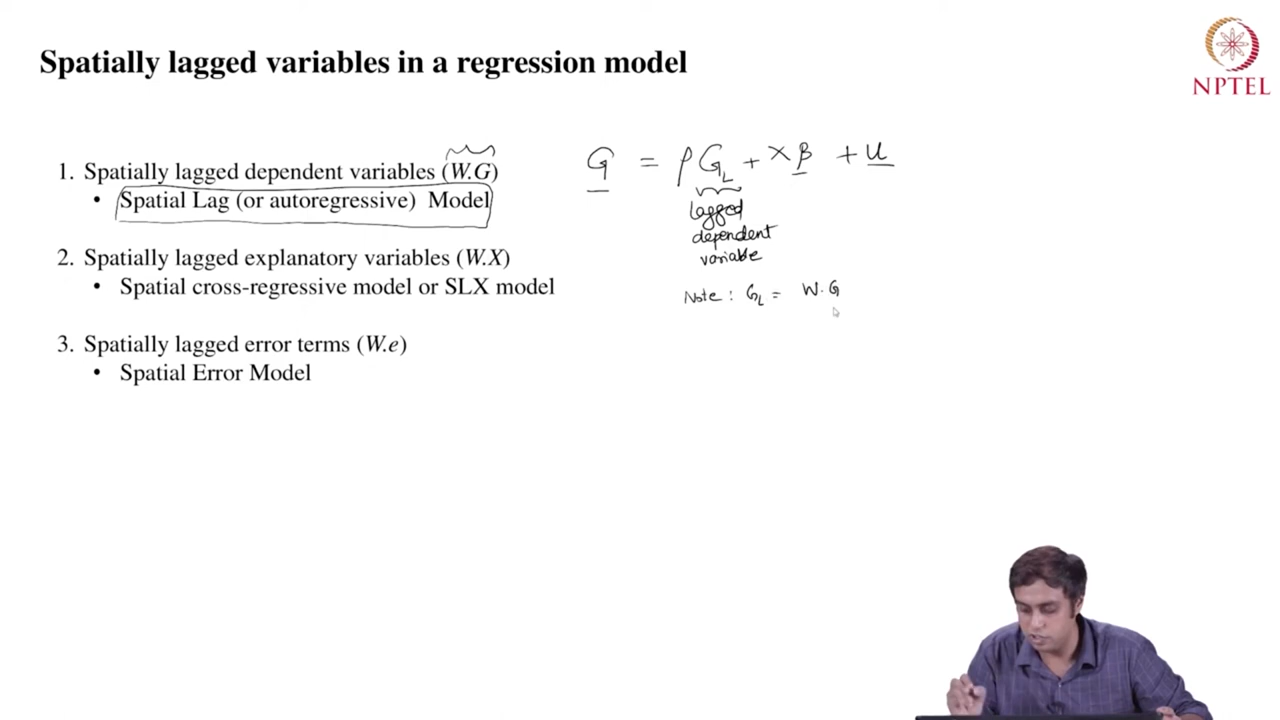 Spatially lagged variables in a regression model
NPTEL
1. Spatially lagged dependent variables (W.G)
• Spatial Lag (or autoregressive) Model
2. Spatially lagged explanatory variables (W.X)
• Spatial cross-regressive model or SLX model
3. Spatially lagged error terms (W.e)
• Spatial Error Model
G = ρG_L + Xβ + u
lagged
dependent
variable
Note : G_L = W.G